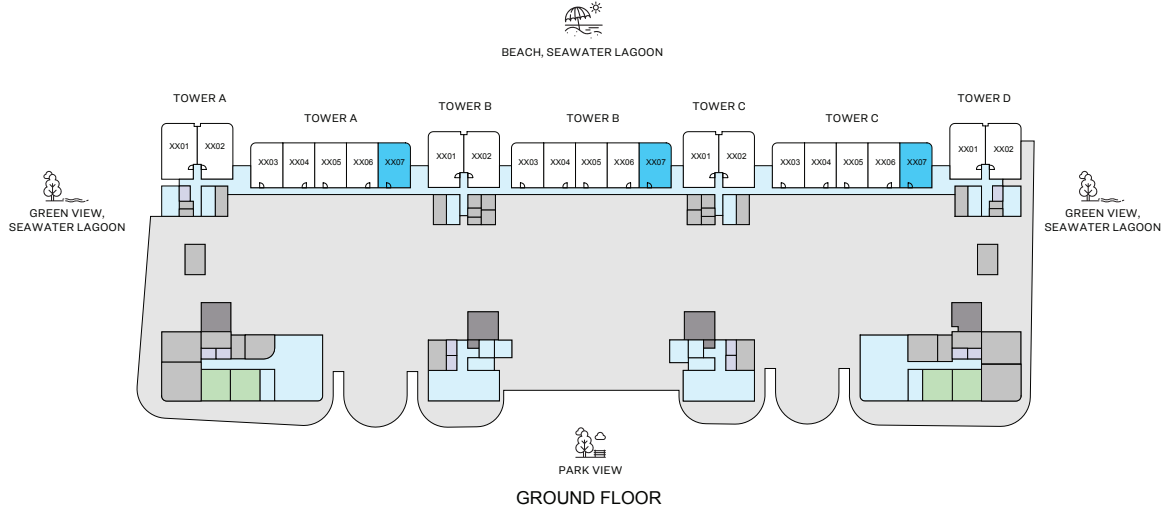 BEACH, SEAWATER LAGOON
TOWER A
TOWER A
TOWER B
TOWER B
TOWER C
TOWER C
TOWER D
XX01 XX02
XX03 XX04 XX05 XX06 XX07
XX01 XX02
XX03 XX04 XX05 XX06 XX07
XX01 XX02
XX03 XX04 XX05 XX06 XX07
XX01 XX02
GREEN VIEW,
SEAWATER LAGOON
GREEN VIEW,
SEAWATER LAGOON
PARK VIEW
GROUND FLOOR